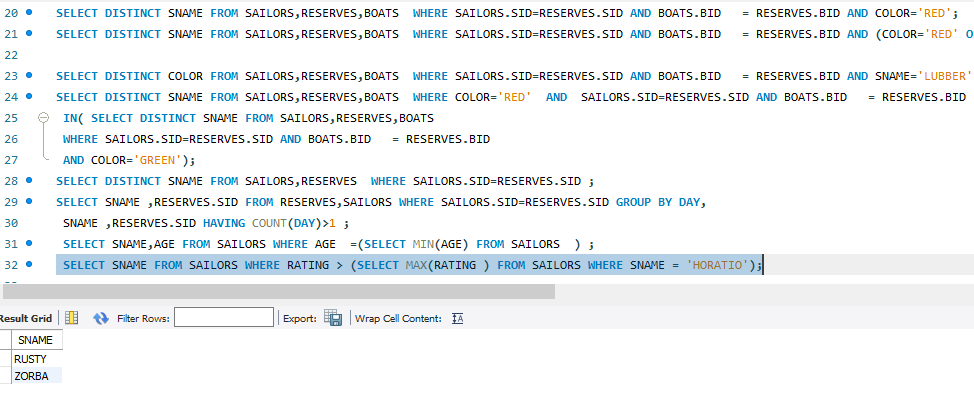 20 SELECT DISTINCT SNAME FROM SAILORS,RESERVES,BOATS  WHERE SAILORS.SID=RESERVES.SID AND BOATS.BID   = RESERVES.BID AND COLOR='RED';
21 SELECT DISTINCT SNAME FROM SAILORS,RESERVES,BOATS  WHERE SAILORS.SID=RESERVES.SID AND BOATS.BID   = RESERVES.BID AND (COLOR='RED' O
22
23 SELECT DISTINCT COLOR FROM SAILORS,RESERVES,BOATS  WHERE SAILORS.SID=RESERVES.SID AND BOATS.BID   = RESERVES.BID AND SNAME='LUBBER'
24 SELECT DISTINCT SNAME FROM SAILORS,RESERVES,BOATS  WHERE COLOR='RED'  AND  SAILORS.SID=RESERVES.SID AND BOATS.BID   = RESERVES.BID
25 IN( SELECT DISTINCT SNAME FROM SAILORS,RESERVES,BOATS
26 WHERE SAILORS.SID=RESERVES.SID AND BOATS.BID   = RESERVES.BID
27 AND COLOR='GREEN');
28 SELECT DISTINCT SNAME FROM SAILORS,RESERVES  WHERE SAILORS.SID=RESERVES.SID ;
29 SELECT SNAME ,RESERVES.SID FROM RESERVES,SAILORS WHERE SAILORS.SID=RESERVES.SID GROUP BY DAY,
30 SNAME ,RESERVES.SID HAVING COUNT(DAY)>1 ;
31 SELECT SNAME,AGE FROM SAILORS WHERE AGE  =(SELECT MIN(AGE) FROM SAILORS  ) ;
32 SELECT SNAME FROM SAILORS WHERE RATING > (SELECT MAX(RATING ) FROM SAILORS WHERE SNAME = 'HORATIO');
Result Grid Filter Rows: Export: Wrap Cell Content:
SNAME
RUSTY
ZORBA